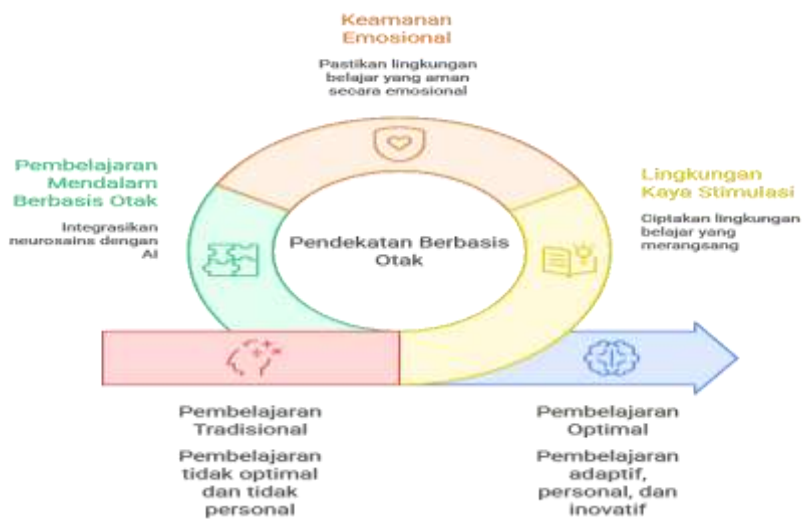 Keamanan
Emosional
Pastikan lingkungan
belajar yang aman
secara emosional
Pembelajaran
Mendalam
Berbasis Otak
Integrasikan
neurosains dengan
AI
Lingkungan
Kaya Stimulasi
Ciptakan lingkungan
belajar yang
merangsang
Pendekatan Berbasis
Otak
Pembelajaran
Tradisional
Pembelajaran
tidak optimal
dan tidak
personal
Pembelajaran
Optimal
Pembelajaran
adaptif,
personal, dan
inovatif